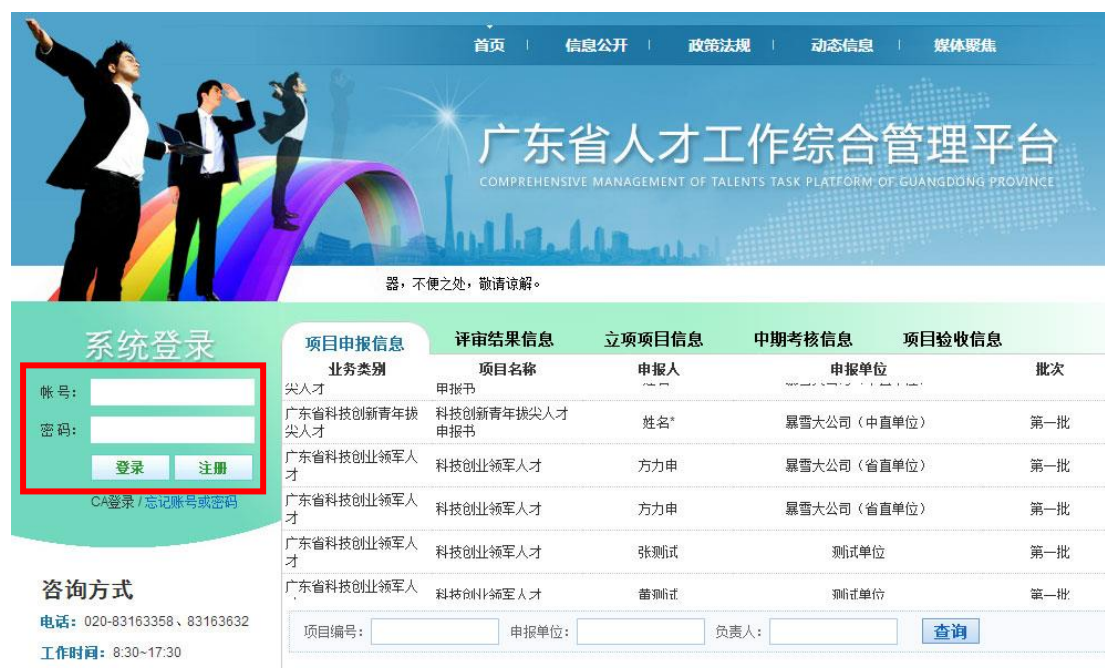 首页 信息公开 政策法规 动态信息 媒体聚焦
广东省人才工作综合管理平台
COMPREHENSIVE MANAGEMENT OF TALENTS TASK PLATFORM OF GUANGDONG PROVINCE
器，不便之处，敬请谅解。
系统登录
帐号：
密码：
登录 注册
CA登录 / 忘记账号或密码
咨询方式
电话：020-83163358、83163632
工作时间：8:30~17:30
项目申报信息 评审结果信息 立项项目信息 中期考核信息 项目验收信息
业务类别 项目名称 申报人 申报单位 批次
尖人才 申报书
广东省科技创新青年拔 科技创新青年拔尖人才 姓名* 暴雪大公司（中直单位） 第一批
尖人才 申报书
广东省科技创业领军人 科技创业领军人才 方力申 暴雪大公司（省直单位） 第一批
才
广东省科技创业领军人 科技创业领军人才 方力申 暴雪大公司（省直单位） 第一批
才
广东省科技创业领军人 科技创业领军人才 张测试 测试单位 第一批
才
广东省科技创业领军人 科技创业领军人才 黄测试 测试单位 第一批
项目编号： 申报单位： 负责人： 查询